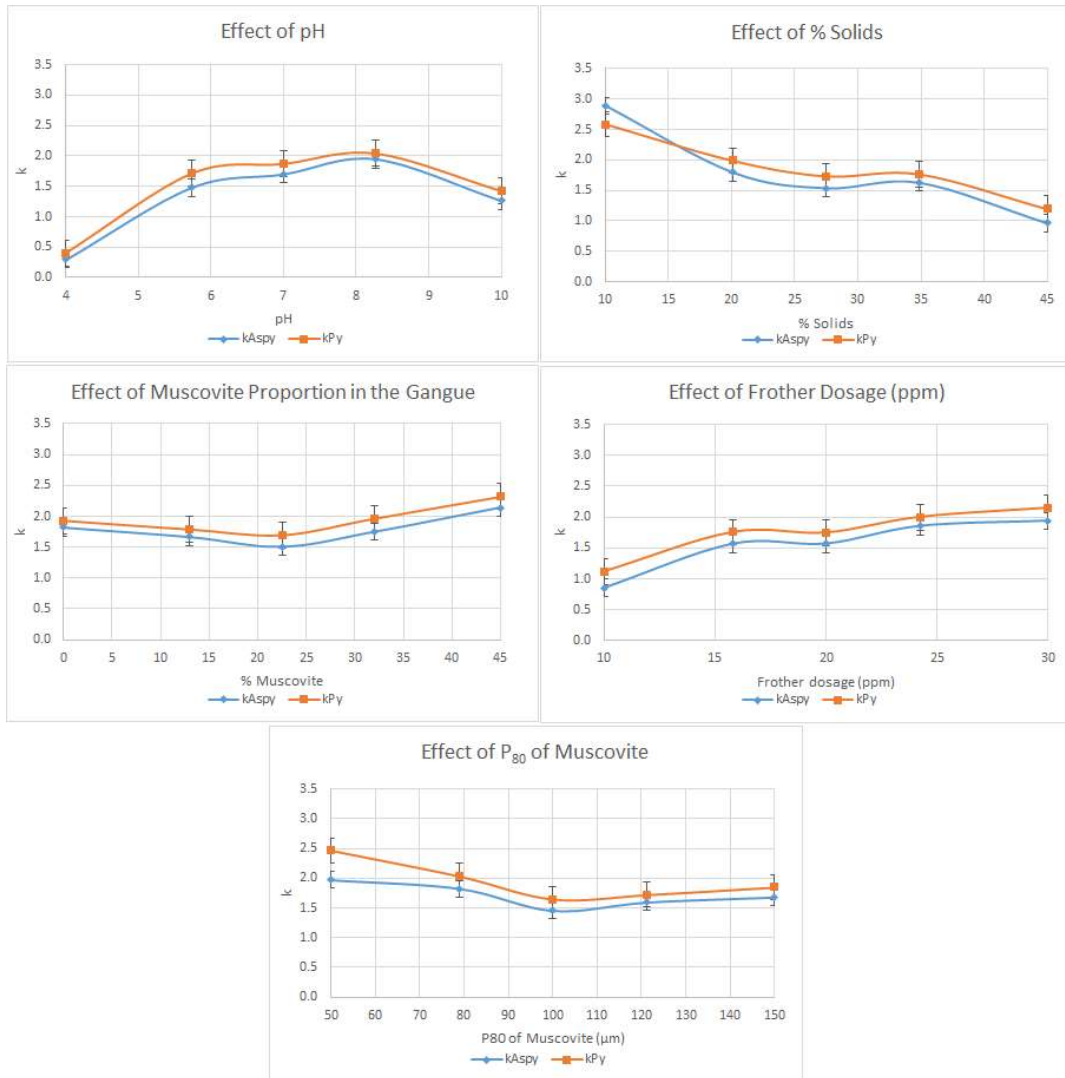 Effect of pH
3.5
3.0
2.5
2.0
1.5
1.0
0.5
0.0
k
4 5 6 7 8 9 10
pH
kAspy kPy
Effect of % Solids
3.5
3.0
2.5
2.0
1.5
1.0
0.5
0.0
k
10 15 20 25 30 35 40 45
% Solids
kAspy kPy
Effect of Muscovite Proportion in the Gangue
3.5
3.0
2.5
2.0
1.5
1.0
0.5
0.0
k
0 5 10 15 20 25 30 35 40 45
% Muscovite
kAspy kPy
Effect of Frother Dosage (ppm)
3.5
3.0
2.5
2.0
1.5
1.0
0.5
0.0
k
10 15 20 25 30
Frother dosage (ppm)
kAspy kPy
Effect of P80 of Muscovite
3.5
3.0
2.5
2.0
1.5
1.0
0.5
0.0
k
50 60 70 80 90 100 110 120 130 140 150
P80 of Muscovite (µm)
kAspy kPy